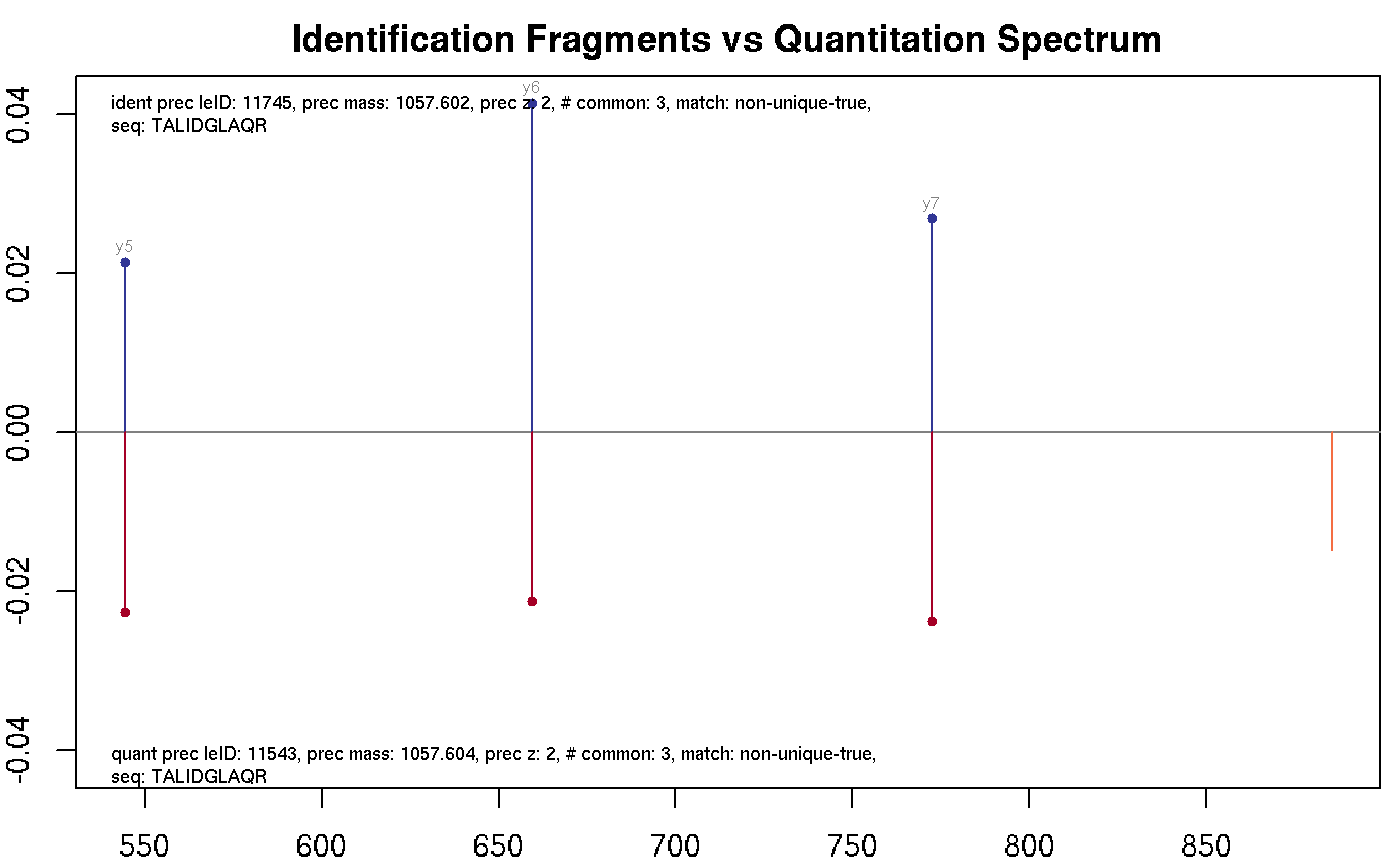 Identification Fragments vs Quantitation Spectrum
ident prec leID: 11745, prec mass: 1057.602, prec z: 2, # common: 3, match: non-unique-true,
seq: TALIDGLAQR
y6
y7
y5
0.04
0.02
0.00
-0.02
-0.04
quant prec leID: 11543, prec mass: 1057.604, prec z: 2, # common: 3, match: non-unique-true,
seq: TALIDGLAQR
550 600 650 700 750 800 850